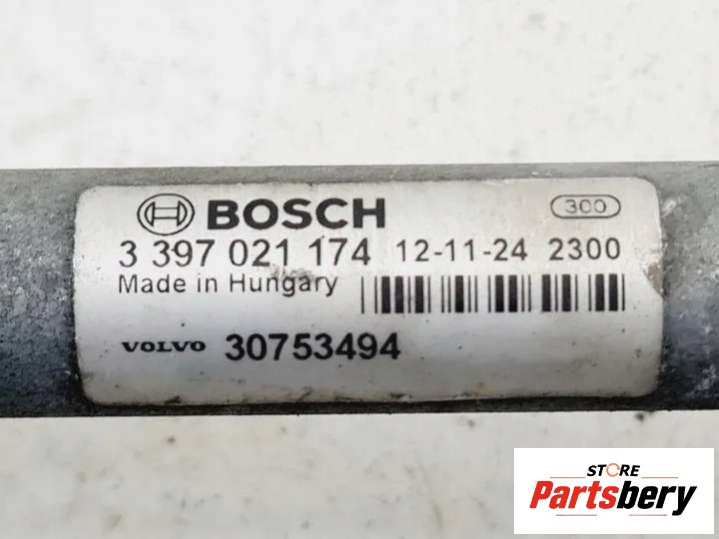 BOSCH
300
3 397 021 174 12-11-24 2300
Made in Hungary
VOLVO 30753494
STORE
Partsbery